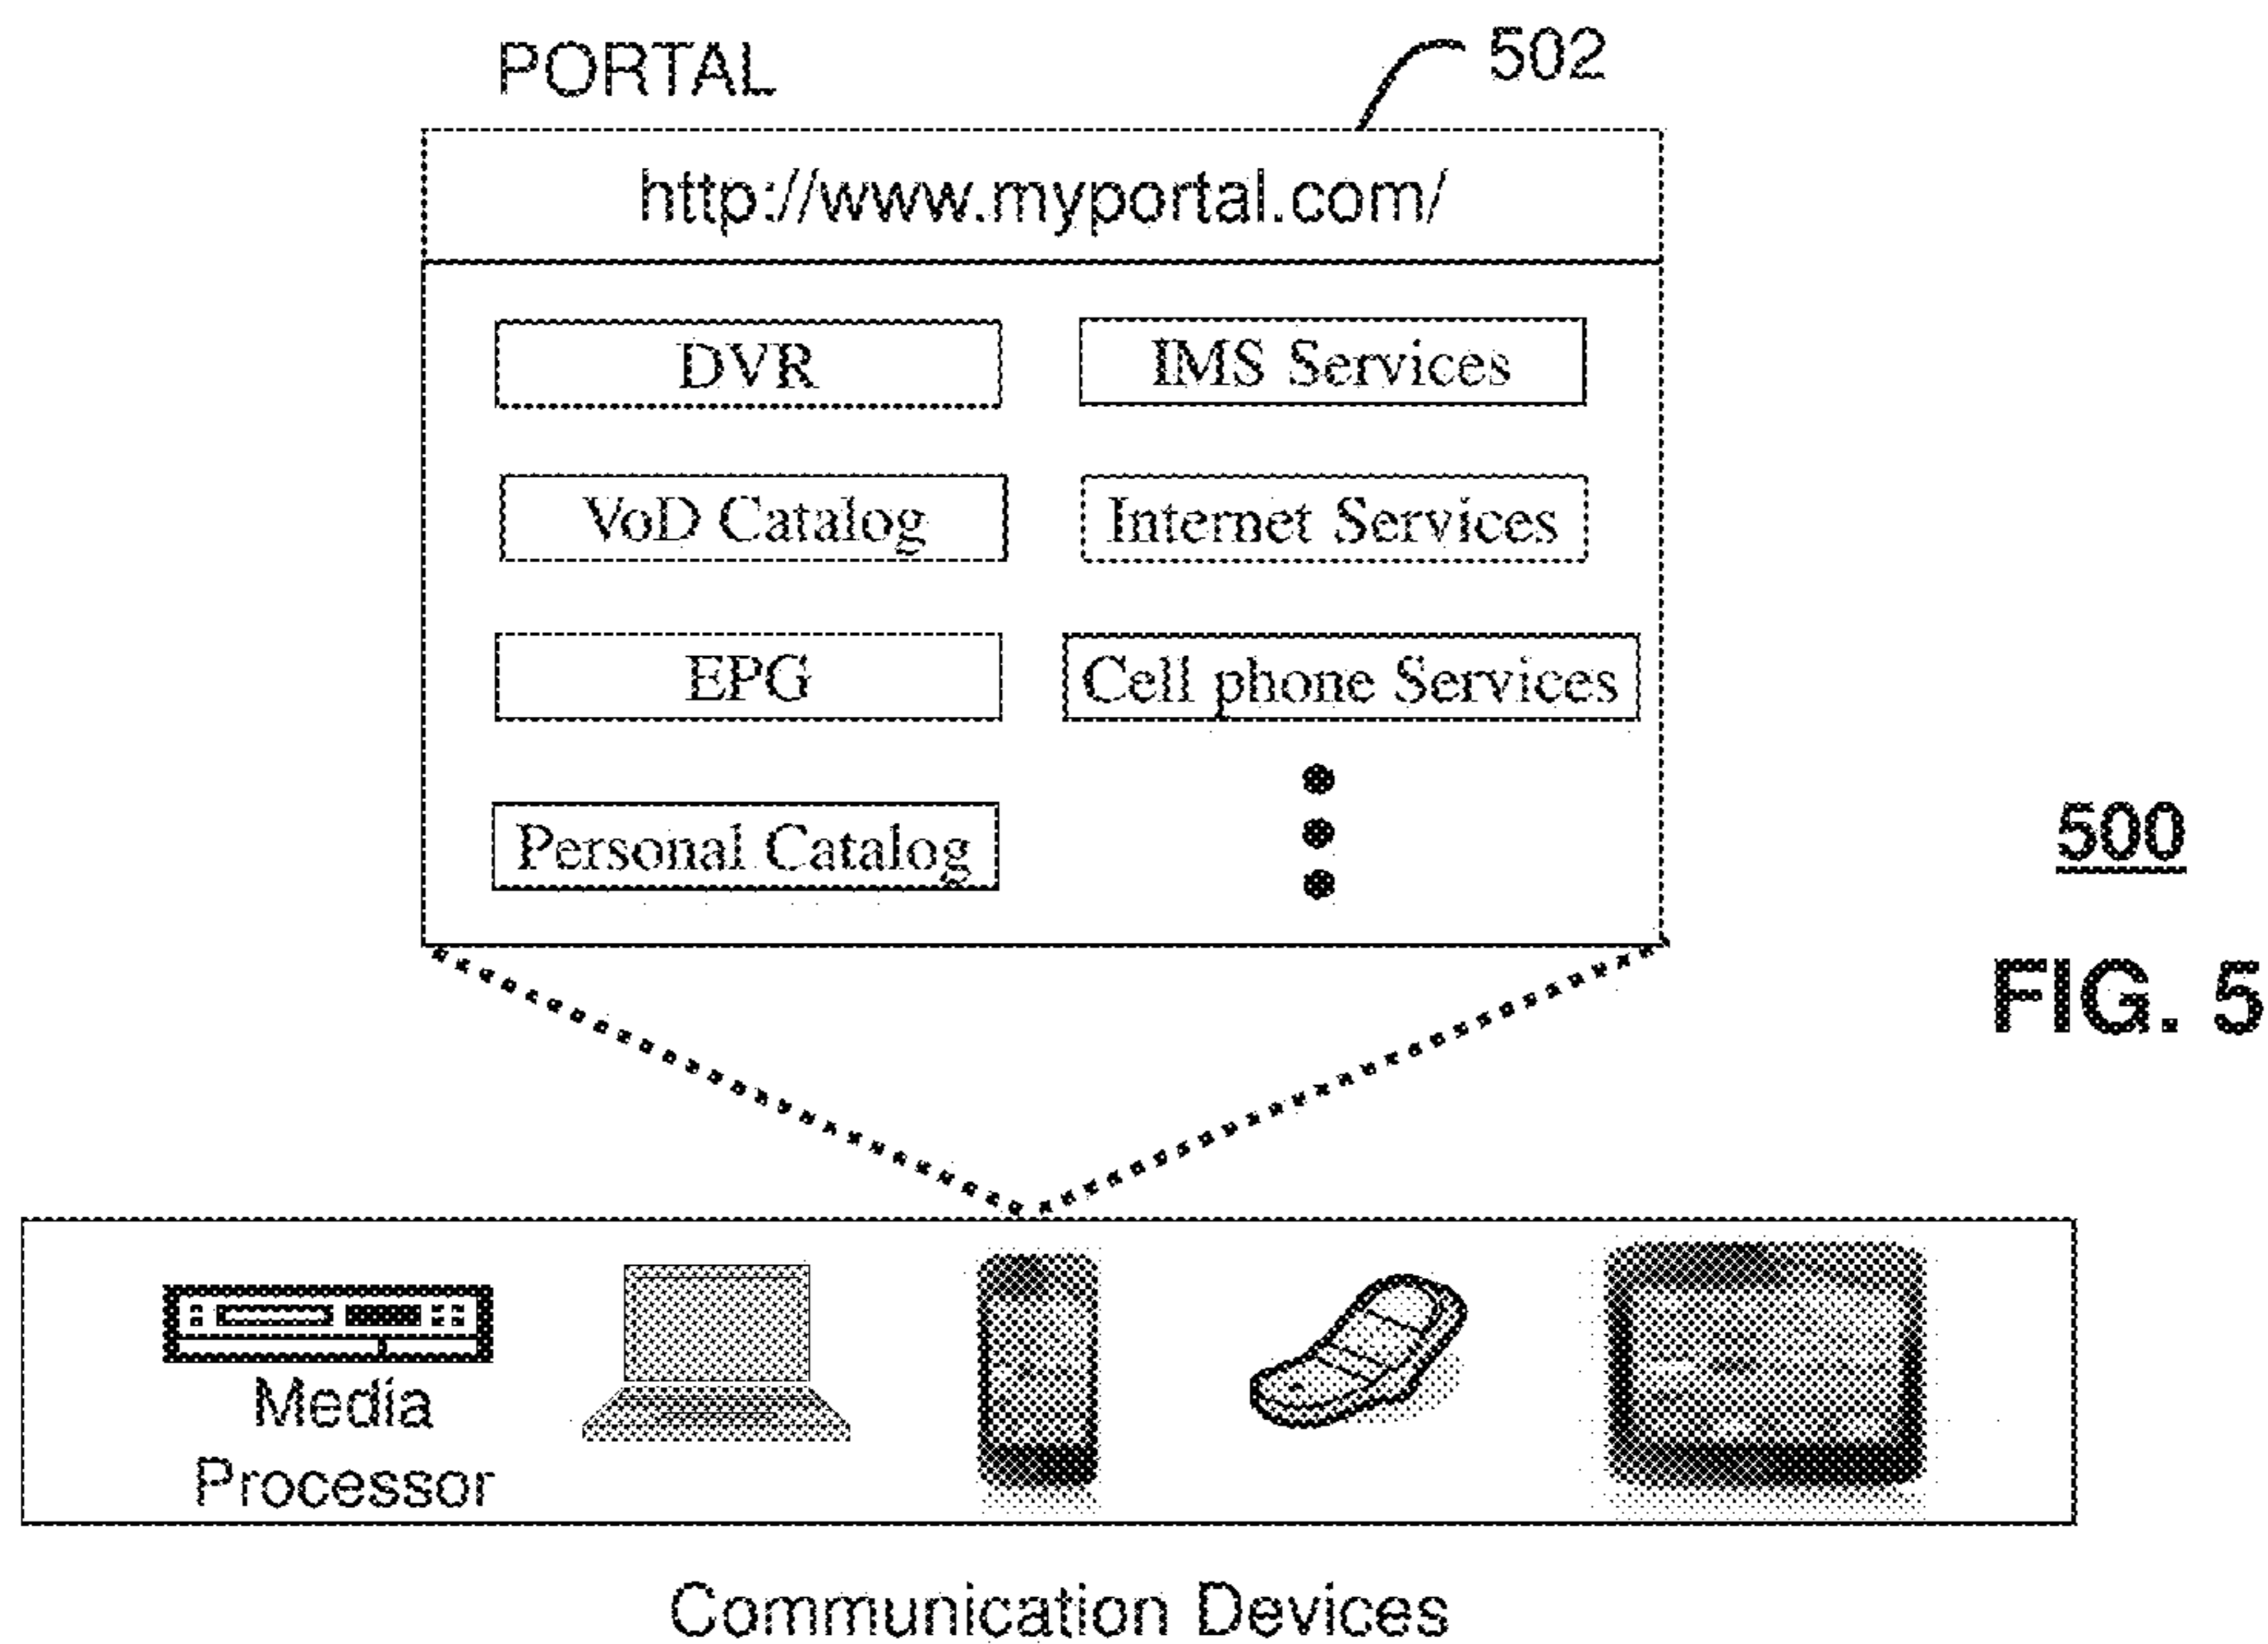 PORTAL
502
http://www.myportal.com/
DVR
IMS Services
VoD Catalog
Internet Services
EPG
Cell phone Services
Personal Catalog
500
FIG. 5
Media
Processor
Communication Devices